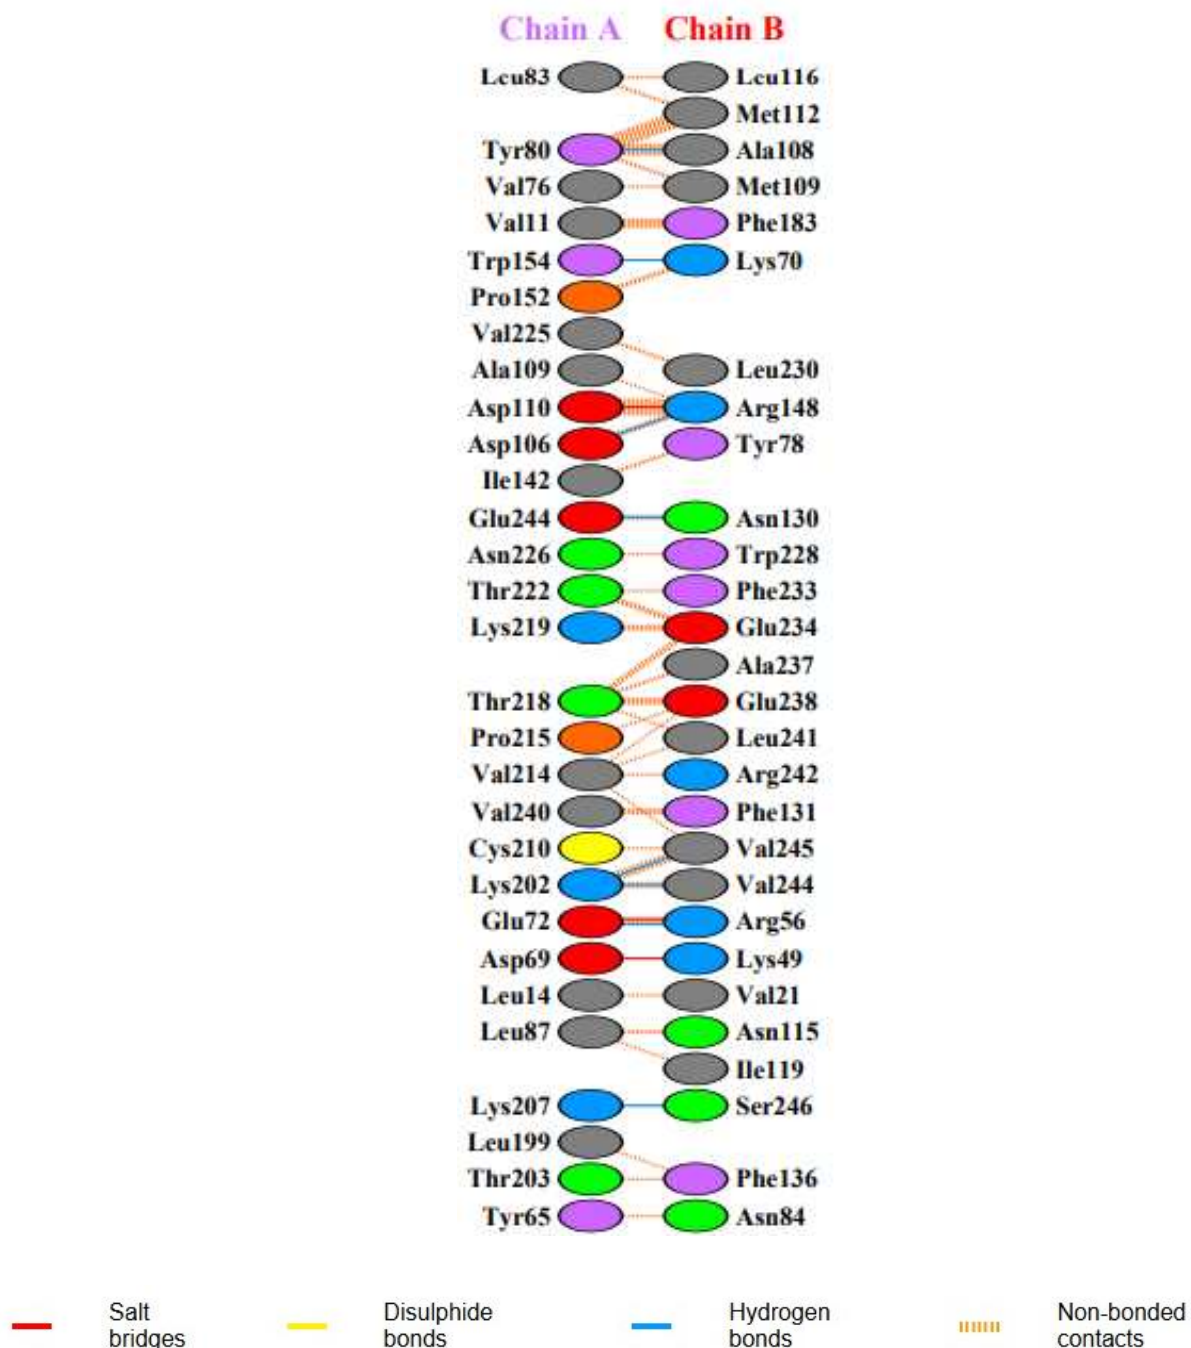 Chain A Chain B
Leu83 Leu116
Met112
Tyr80 Ala108
Val76 Met109
Val11 Phe183
Trp154 Lys70
Pro152
Val225
Ala109 Leu230
Asp110 Arg148
Asp106 Tyr78
Ile142
Glu244 Asn130
Asn226 Trp228
Thr222 Phe233
Lys219 Glu234
Ala237
Thr218 Glu238
Pro215 Leu241
Val214 Arg242
Val240 Phe131
Cys210 Val245
Lys202 Val244
Glu72 Arg56
Asp69 Lys49
Leu14 Val21
Leu87 Asn115
Ile119
Lys207 Ser246
Leu199
Thr203 Phe136
Tyr65 Asn84
Salt bridges
Disulphide bonds
Hydrogen bonds
Non-bonded contacts